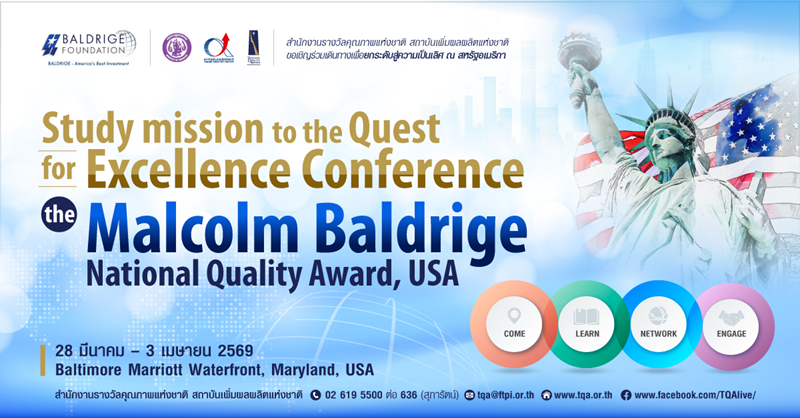 BALDRIGE
FOUNDATION
BALDRIGE - America's Best Investment
สำนักงานรางวัลคุณภาพแห่งชาติ สถาบันเพิ่มผลผลิตแห่งชาติ
ขอเชิญร่วมเดินทางเพื่อยกระดับสู่ความเป็นเลิศ ณ สหรัฐอเมริกา
Study mission to the Quest
for Excellence Conference
the Malcolm Baldrige
National Quality Award, USA
COME
LEARN
NETWORK
ENGAGE
28 มีนาคม – 3 เมษายน 2569
Baltimore Marriott Waterfront, Maryland, USA
สำนักงานรางวัลคุณภาพแห่งชาติ สถาบันเพิ่มผลผลิตแห่งชาติ 02 619 5500 ต่อ 636 (สุภารัตน์) tqa@ftpi.or.th www.tqa.or.th www.facebook.com/TQAlive/